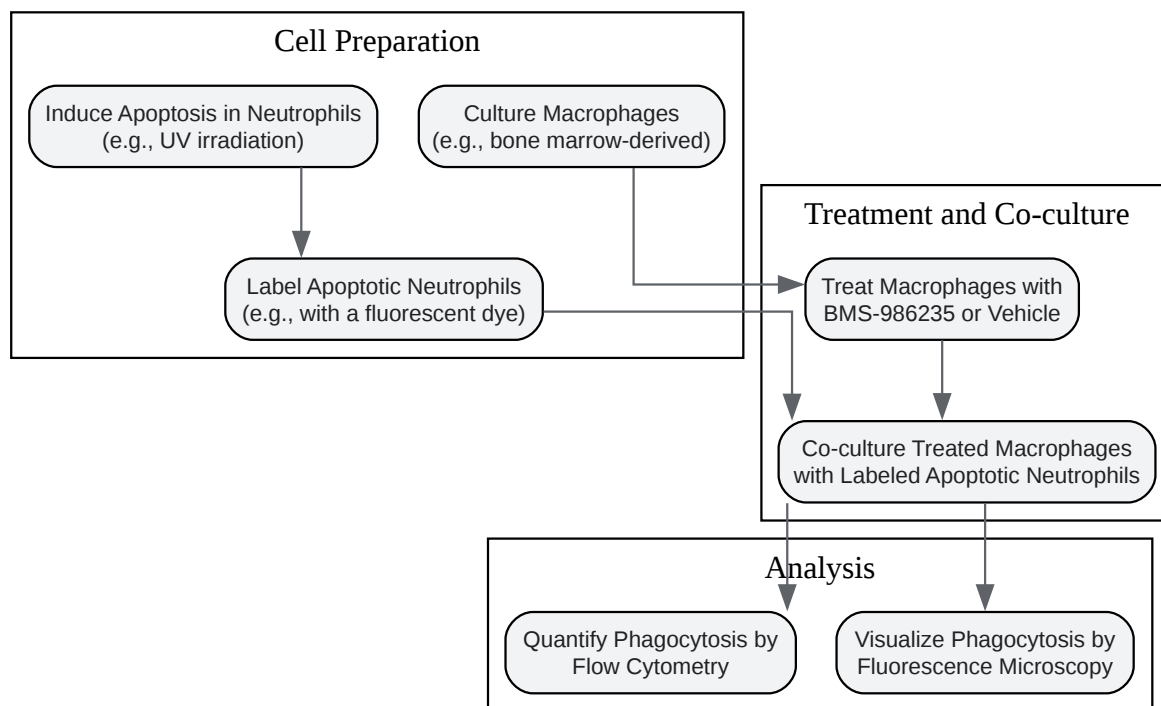 Cell Preparation
Induce Apoptosis in Neutrophils
(e.g., UV irradiation)
Culture Macrophages
(e.g., bone marrow-derived)
Label Apoptotic Neutrophils
(e.g., with a fluorescent dye)
Treatment and Co-culture
Treat Macrophages with
BMS-986235 or Vehicle
Co-culture Treated Macrophages
with Labeled Apoptotic Neutrophils
Analysis
Quantify Phagocytosis by
Flow Cytometry
Visualize Phagocytosis by
Fluorescence Microscopy